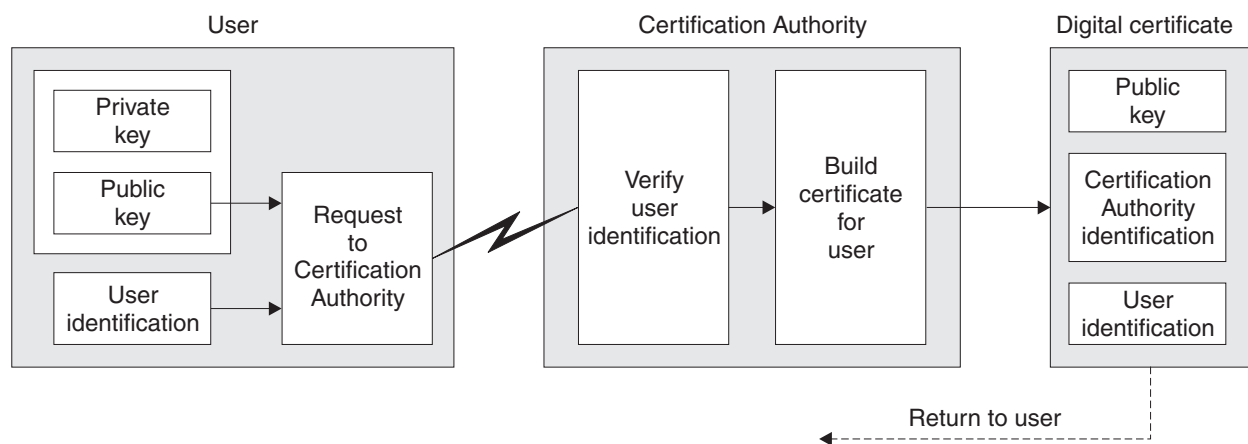 User
Private
key
Public
key
User
identification
Request
to
Certification
Authority
Certification Authority
Verify
user
identification
Build
certificate
for
user
Digital certificate
Public
key
Certification
Authority
identification
User
identification
Return to user